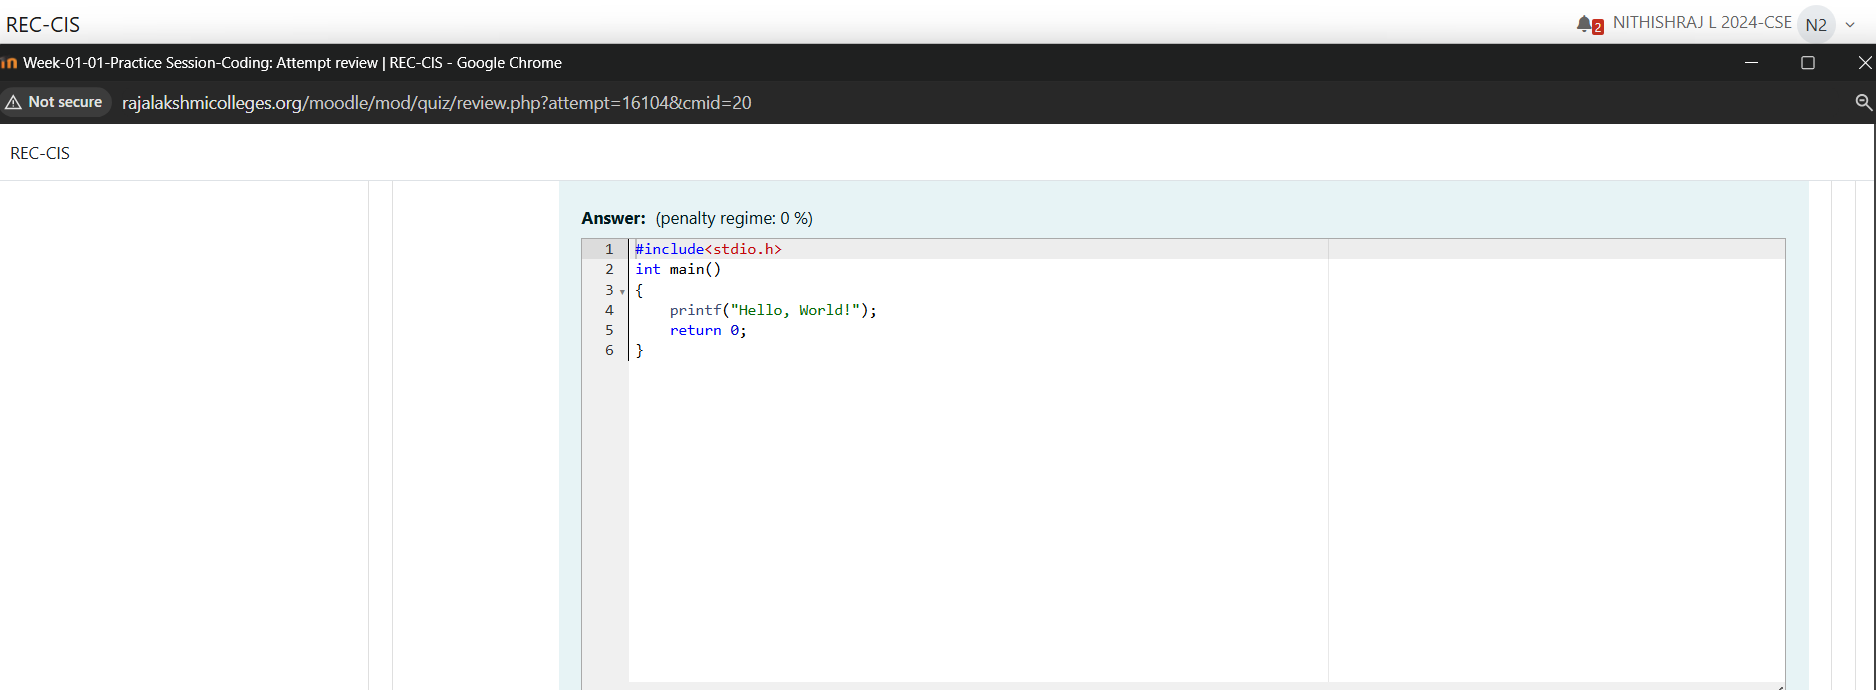 REC-CIS
2 NITHISHRAJ L 2024-CSE N2
Week-01-01-Practice Session-Coding: Attempt review | REC-CIS - Google Chrome
Not secure rajalakshmicolleges.org/moodle/mod/quiz/review.php?attempt=16104&cmid=20
REC-CIS
Answer: (penalty regime: 0 %)
1 #include<stdio.h>
2 int main()
3 {
4     printf("Hello, World!");
5     return 0;
6 }